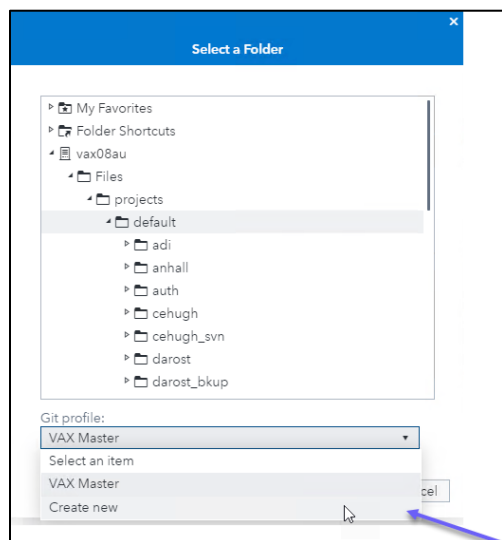 Select a Folder
My Favorites
Folder Shortcuts
vax08au
Files
projects
default
adi
anhall
auth
cehugh
cehugh_svn
darost
darost_bkup
Git profile:
VAX Master
Select an item
VAX Master
cel
Create new